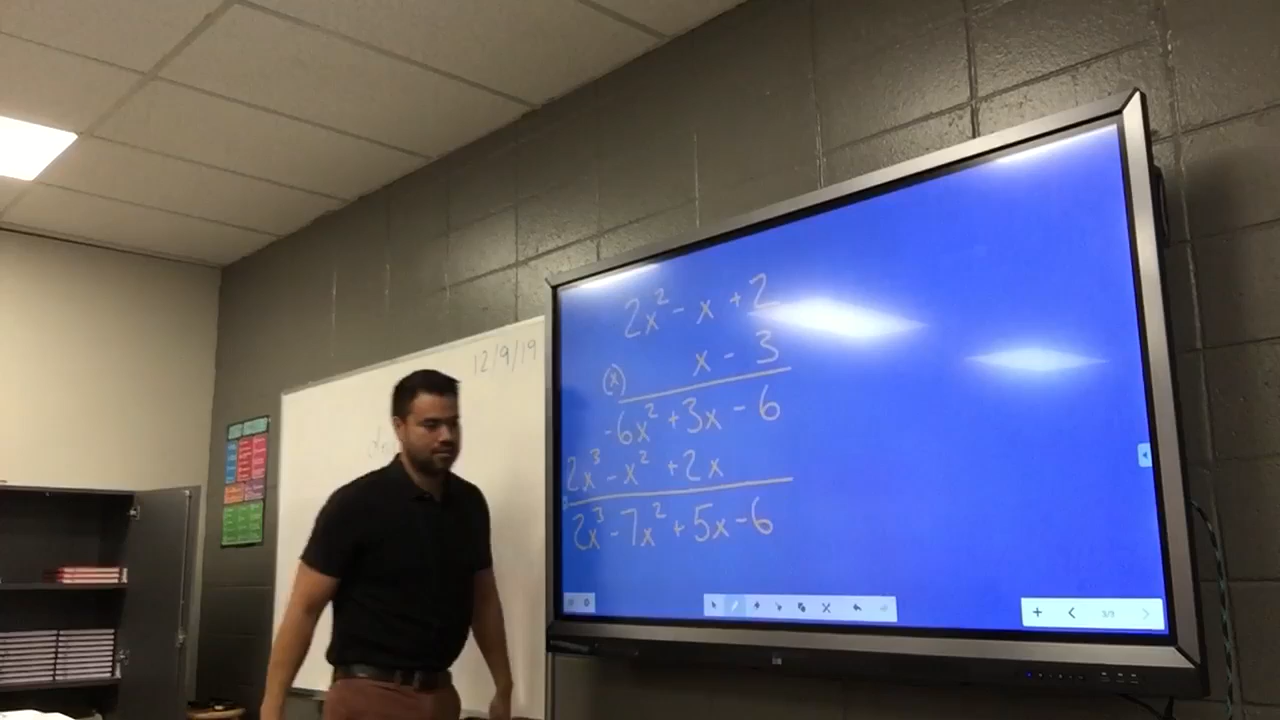 12/9/19
2x² - x + 2
(x) x - 3
-6x² + 3x - 6
2x³ - x² + 2x
2x³ - 7x² + 5x - 6